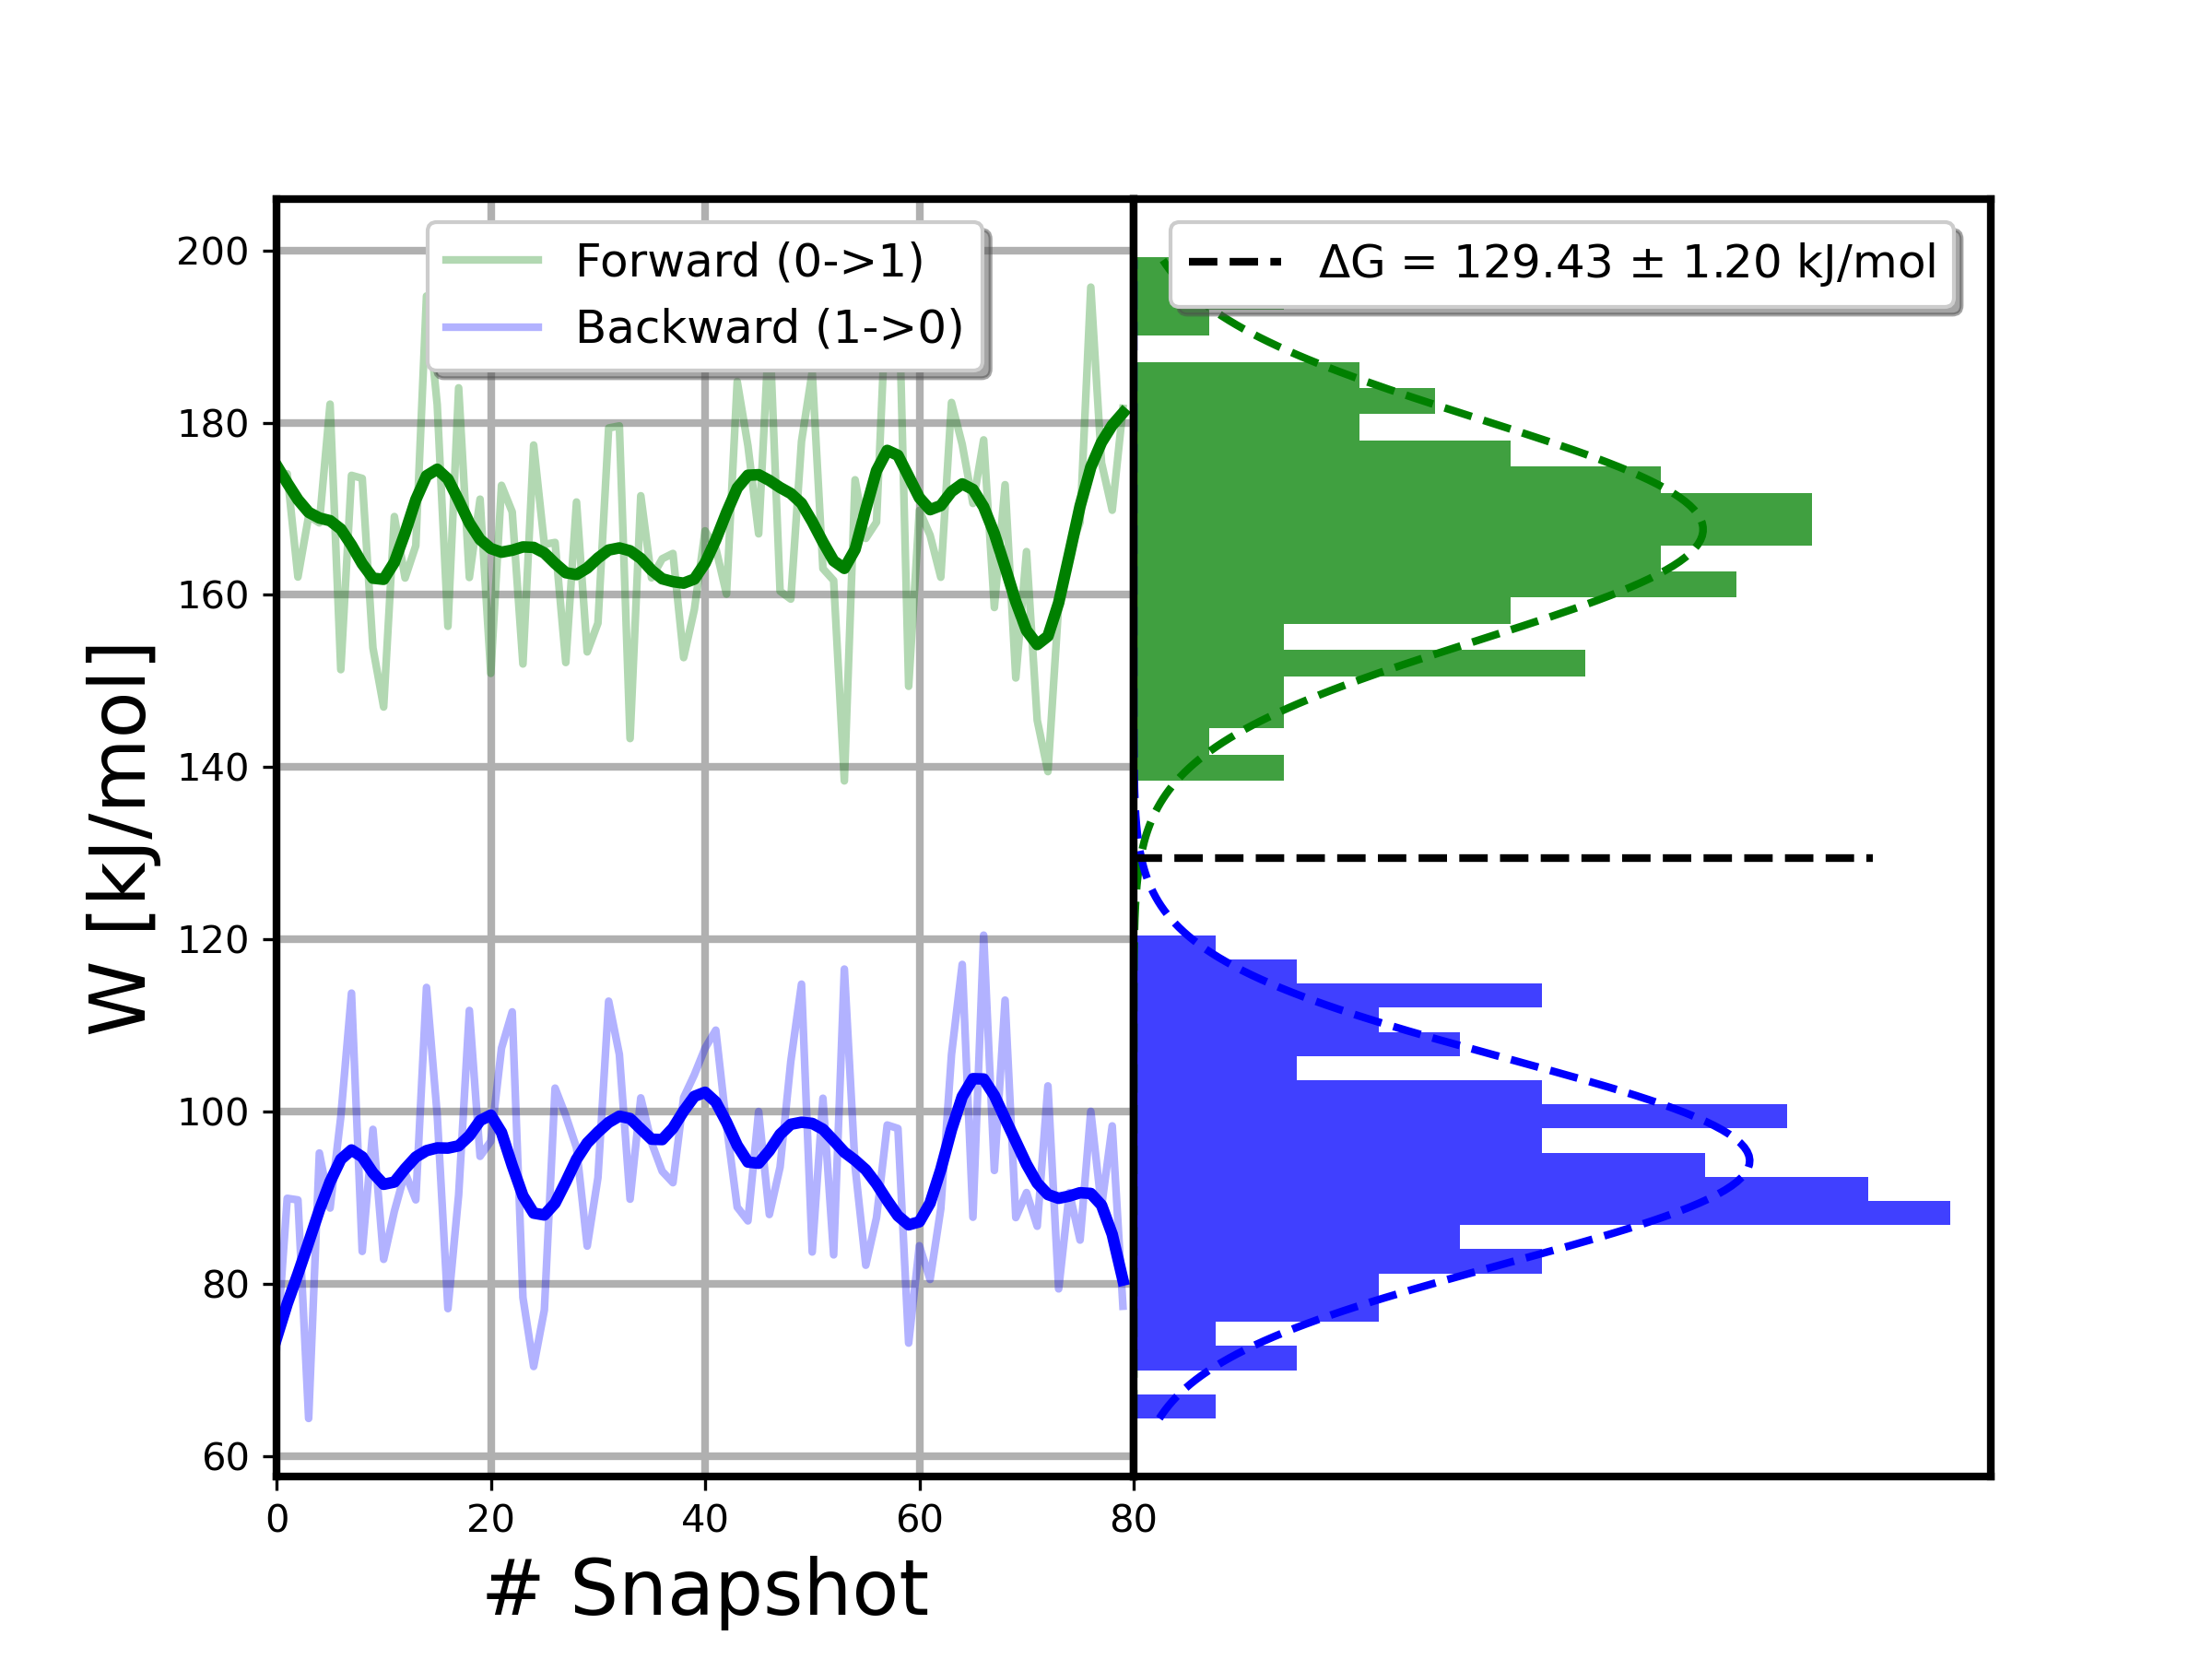 Forward (0->1)
Backward (1->0)
ΔG = 129.43 ± 1.20 kJ/mol
W [kJ/mol]
200
180
160
140
120
100
80
60
0 20 40 60 80
# Snapshot